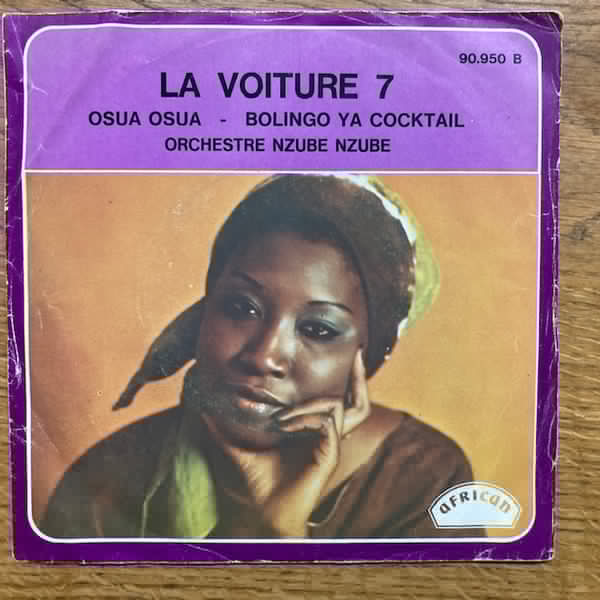 90.950 B
LA VOITURE 7
OSUA OSUA - BOLINGO YA COCKTAIL
ORCHESTRE NZUBE NZUBE
AFRICAN